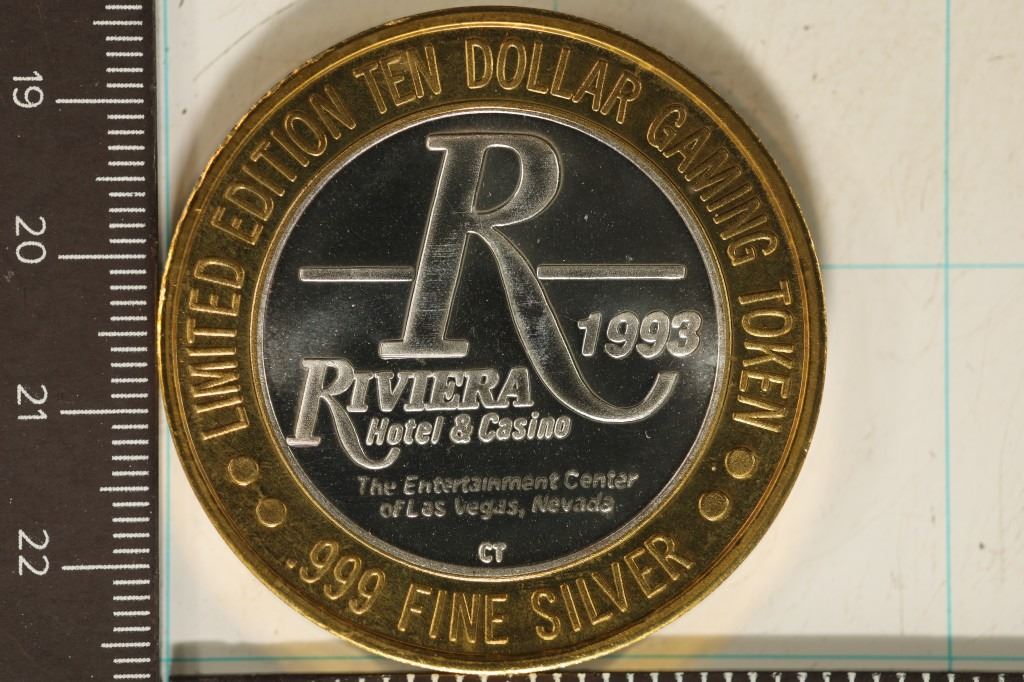 LIMITED EDITION TEN DOLLAR GAMING TOKEN
R
1993
RIVIERA
Hotel & Casino
The Entertainment Center
of Las Vegas, Nevada
CT
.999 FINE SILVER
19
20
21
22